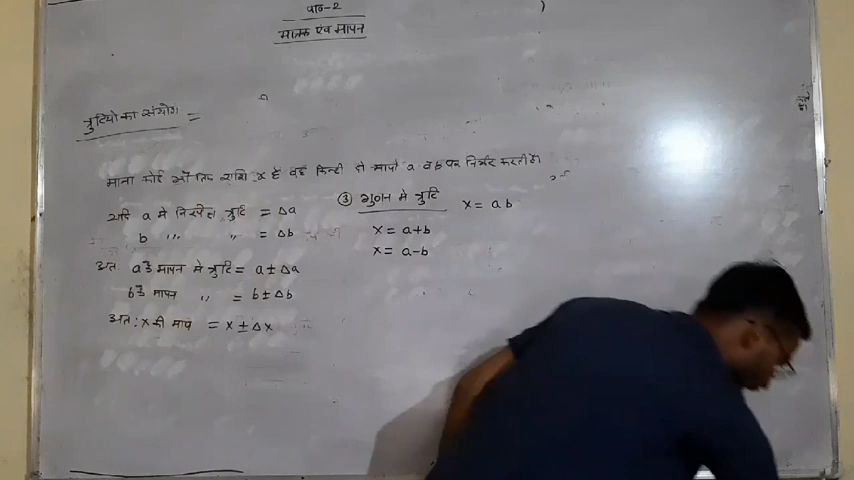 पाठ-2
मात्रक एवं मापन
त्रुटियो का संयोग =
माना कोई भौतिक राशि x है वह किन्ही दो मापो a व b पर निर्भर करती है।
यदि a मे निरपेक्ष त्रुटि = Δa
b ,, ,, = Δb
अतः a के मापन मे त्रुटि = a ± Δa
b के मापन ,, = b ± Δb
अतः x की माप = x ± Δx
③ गुणन मे त्रुटि x = ab
x = a+b
x = a-b